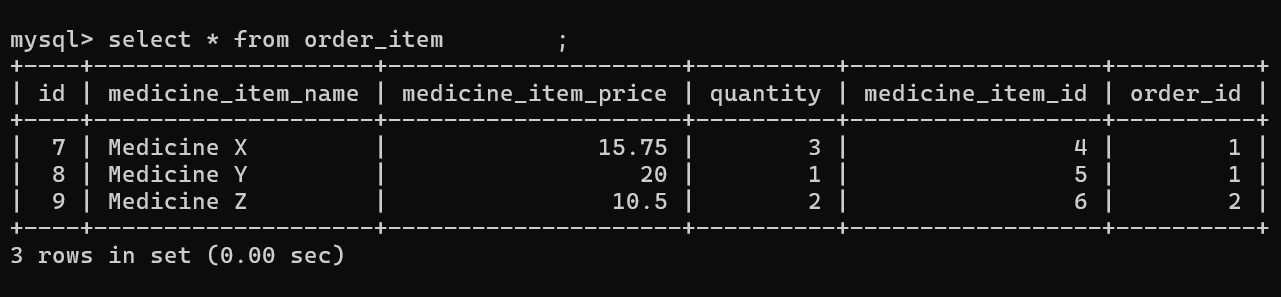 mysql> select * from order_item        ;
+----+--------------------+----------------------+----------+------------------+----------+
| id | medicine_item_name | medicine_item_price | quantity | medicine_item_id | order_id |
+----+--------------------+----------------------+----------+------------------+----------+
|  7 | Medicine X         |               15.75 |        3 |                4 |        1 |
|  8 | Medicine Y         |                  20 |        1 |                5 |        1 |
|  9 | Medicine Z         |                10.5 |        2 |                6 |        2 |
+----+--------------------+----------------------+----------+------------------+----------+
3 rows in set (0.00 sec)